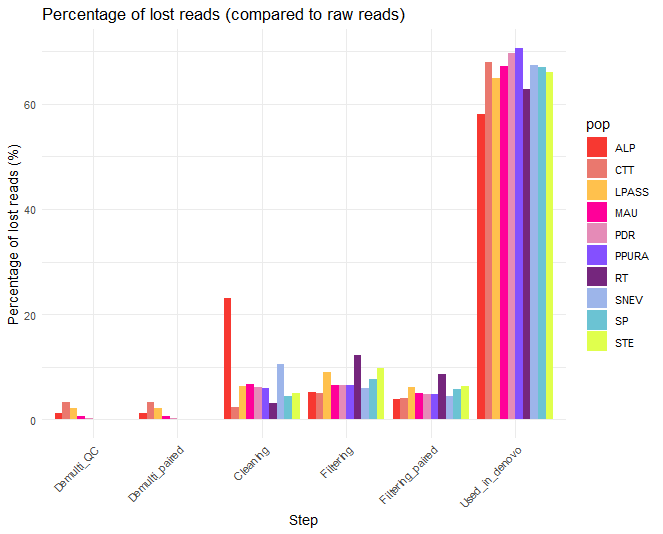 Percentage of lost reads (compared to raw reads)
Percentage of lost reads (%)
60
40
20
0
Demulti_QC
Demulti_paired
Cleaning
Filtering
Filtering_paired
Used_in_denovo
Step
pop
ALP
CTT
LPASS
MAU
PDR
PPURA
RT
SNEV
SP
STE